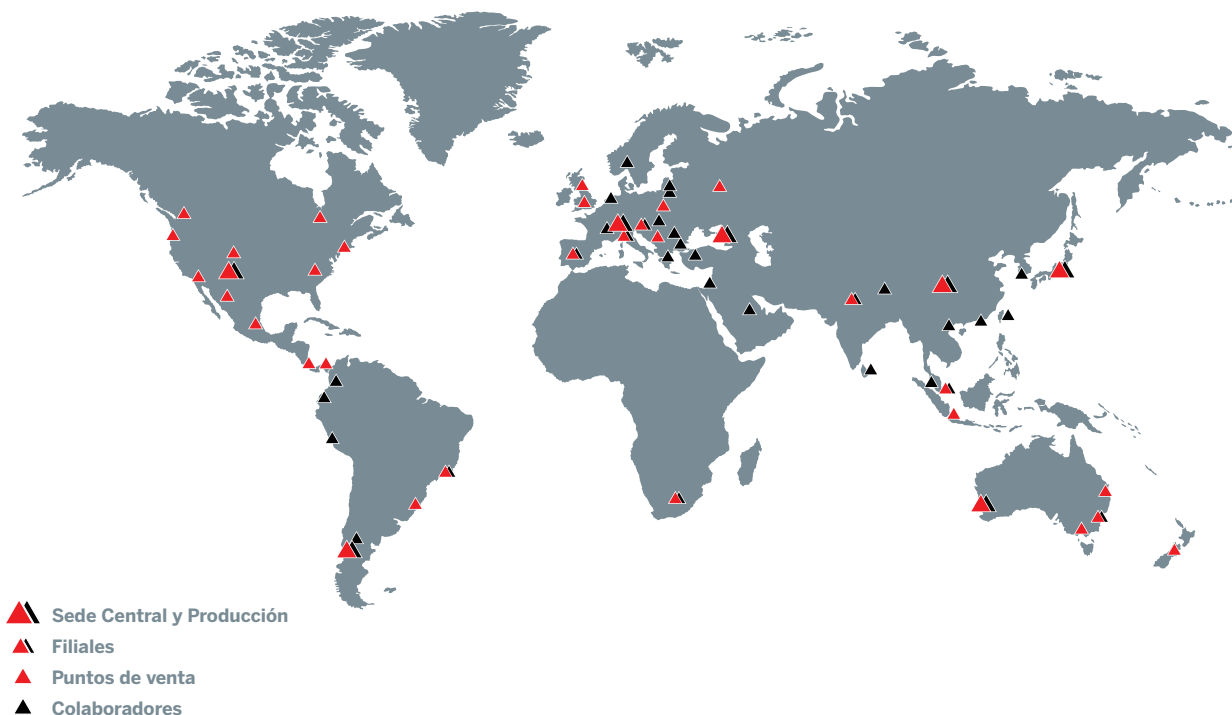 Sede Central y Producción
Filiales
Puntos de venta
Colaboradores